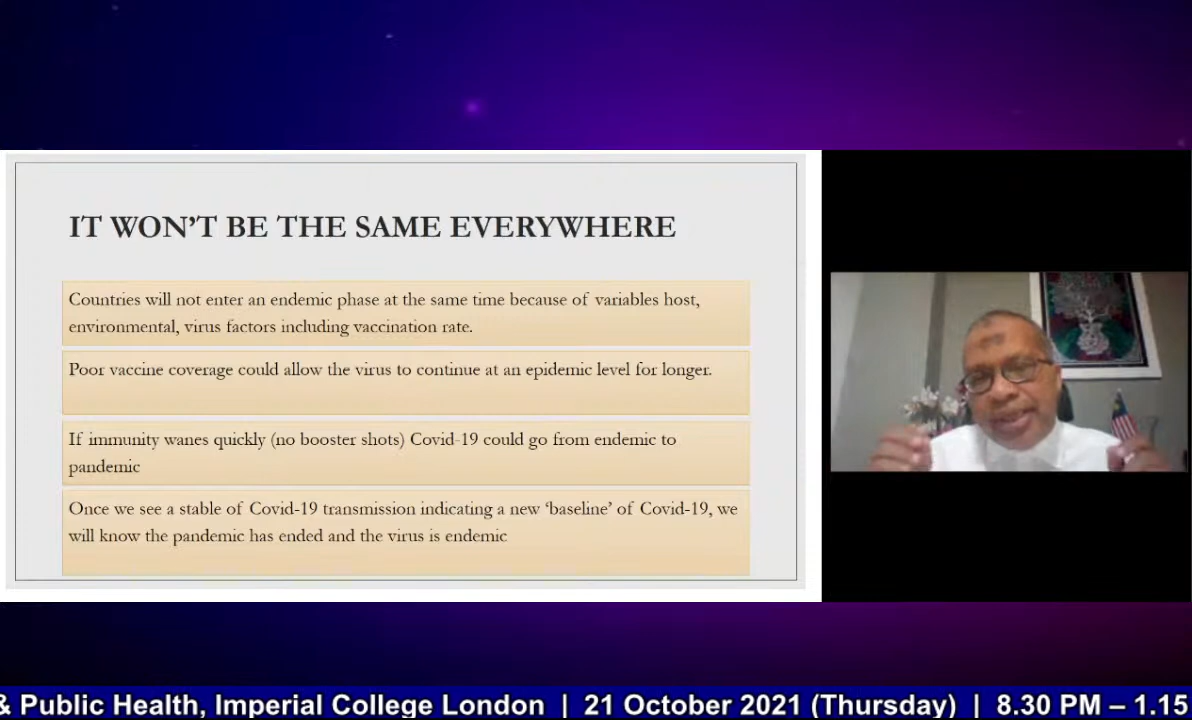 IT WON'T BE THE SAME EVERYWHERE
Countries will not enter an endemic phase at the same time because of variables host,
environmental, virus factors including vaccination rate.
Poor vaccine coverage could allow the virus to continue at an epidemic level for longer.
If immunity wanes quickly (no booster shots) Covid-19 could go from endemic to
pandemic
Once we see a stable of Covid-19 transmission indicating a new ‘baseline’ of Covid-19, we
will know the pandemic has ended and the virus is endemic
& Public Health, Imperial College London | 21 October 2021 (Thursday) | 8.30 PM – 1.15